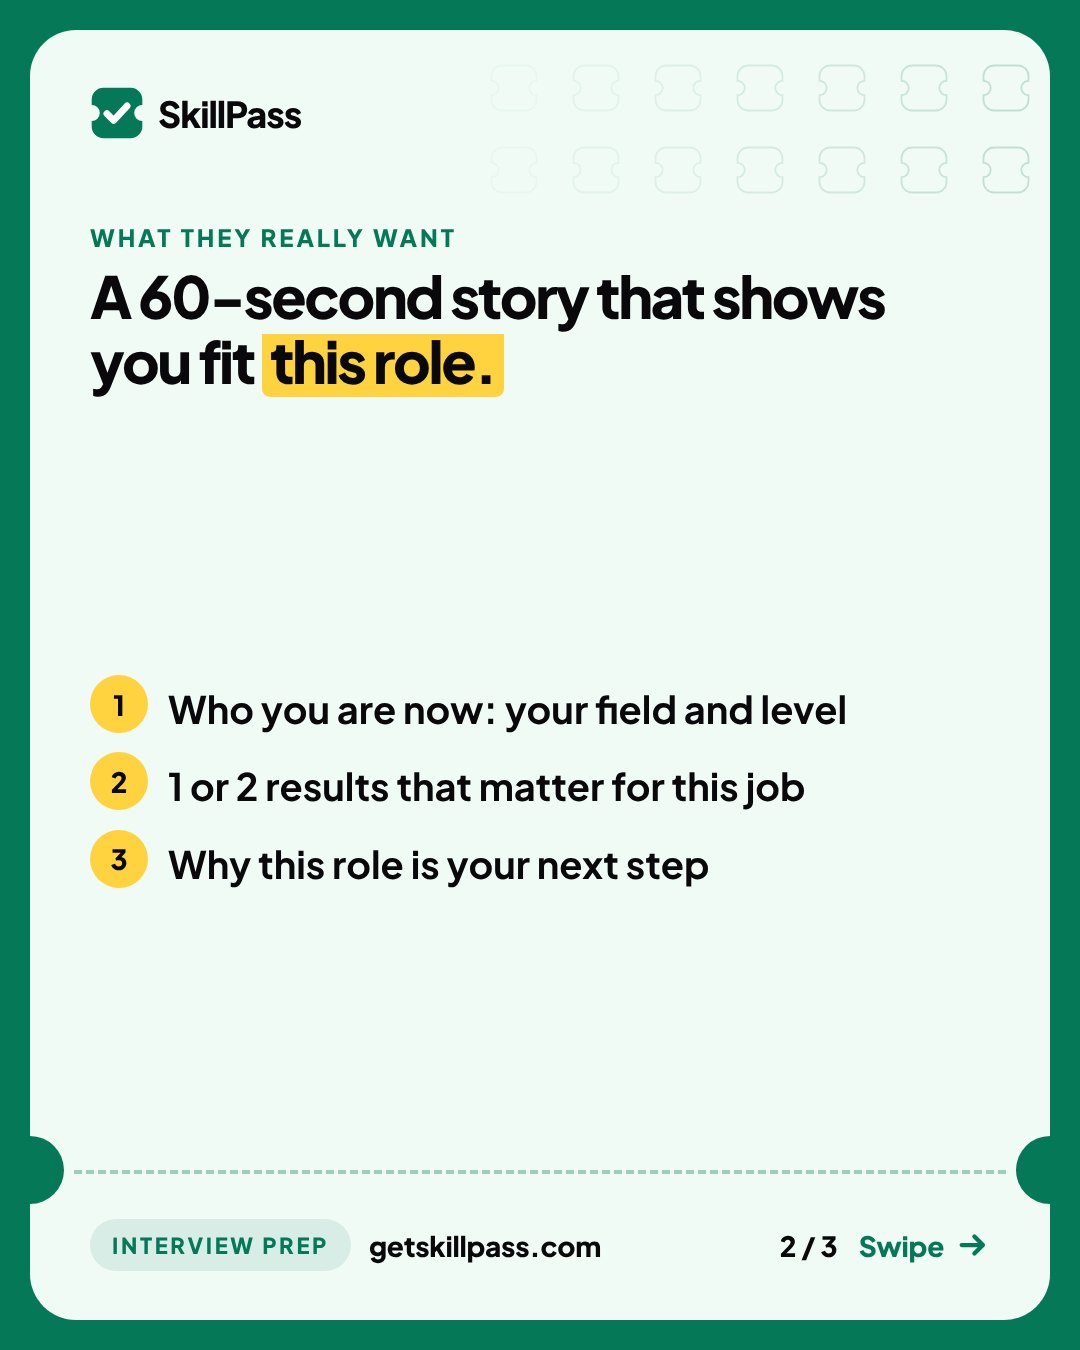 SkillPass
WHAT THEY REALLY WANT
A 60-second story that shows
you fit this role.
1 Who you are now: your field and level
2 1 or 2 results that matter for this job
3 Why this role is your next step
INTERVIEW PREP getskillpass.com 2 / 3 Swipe →